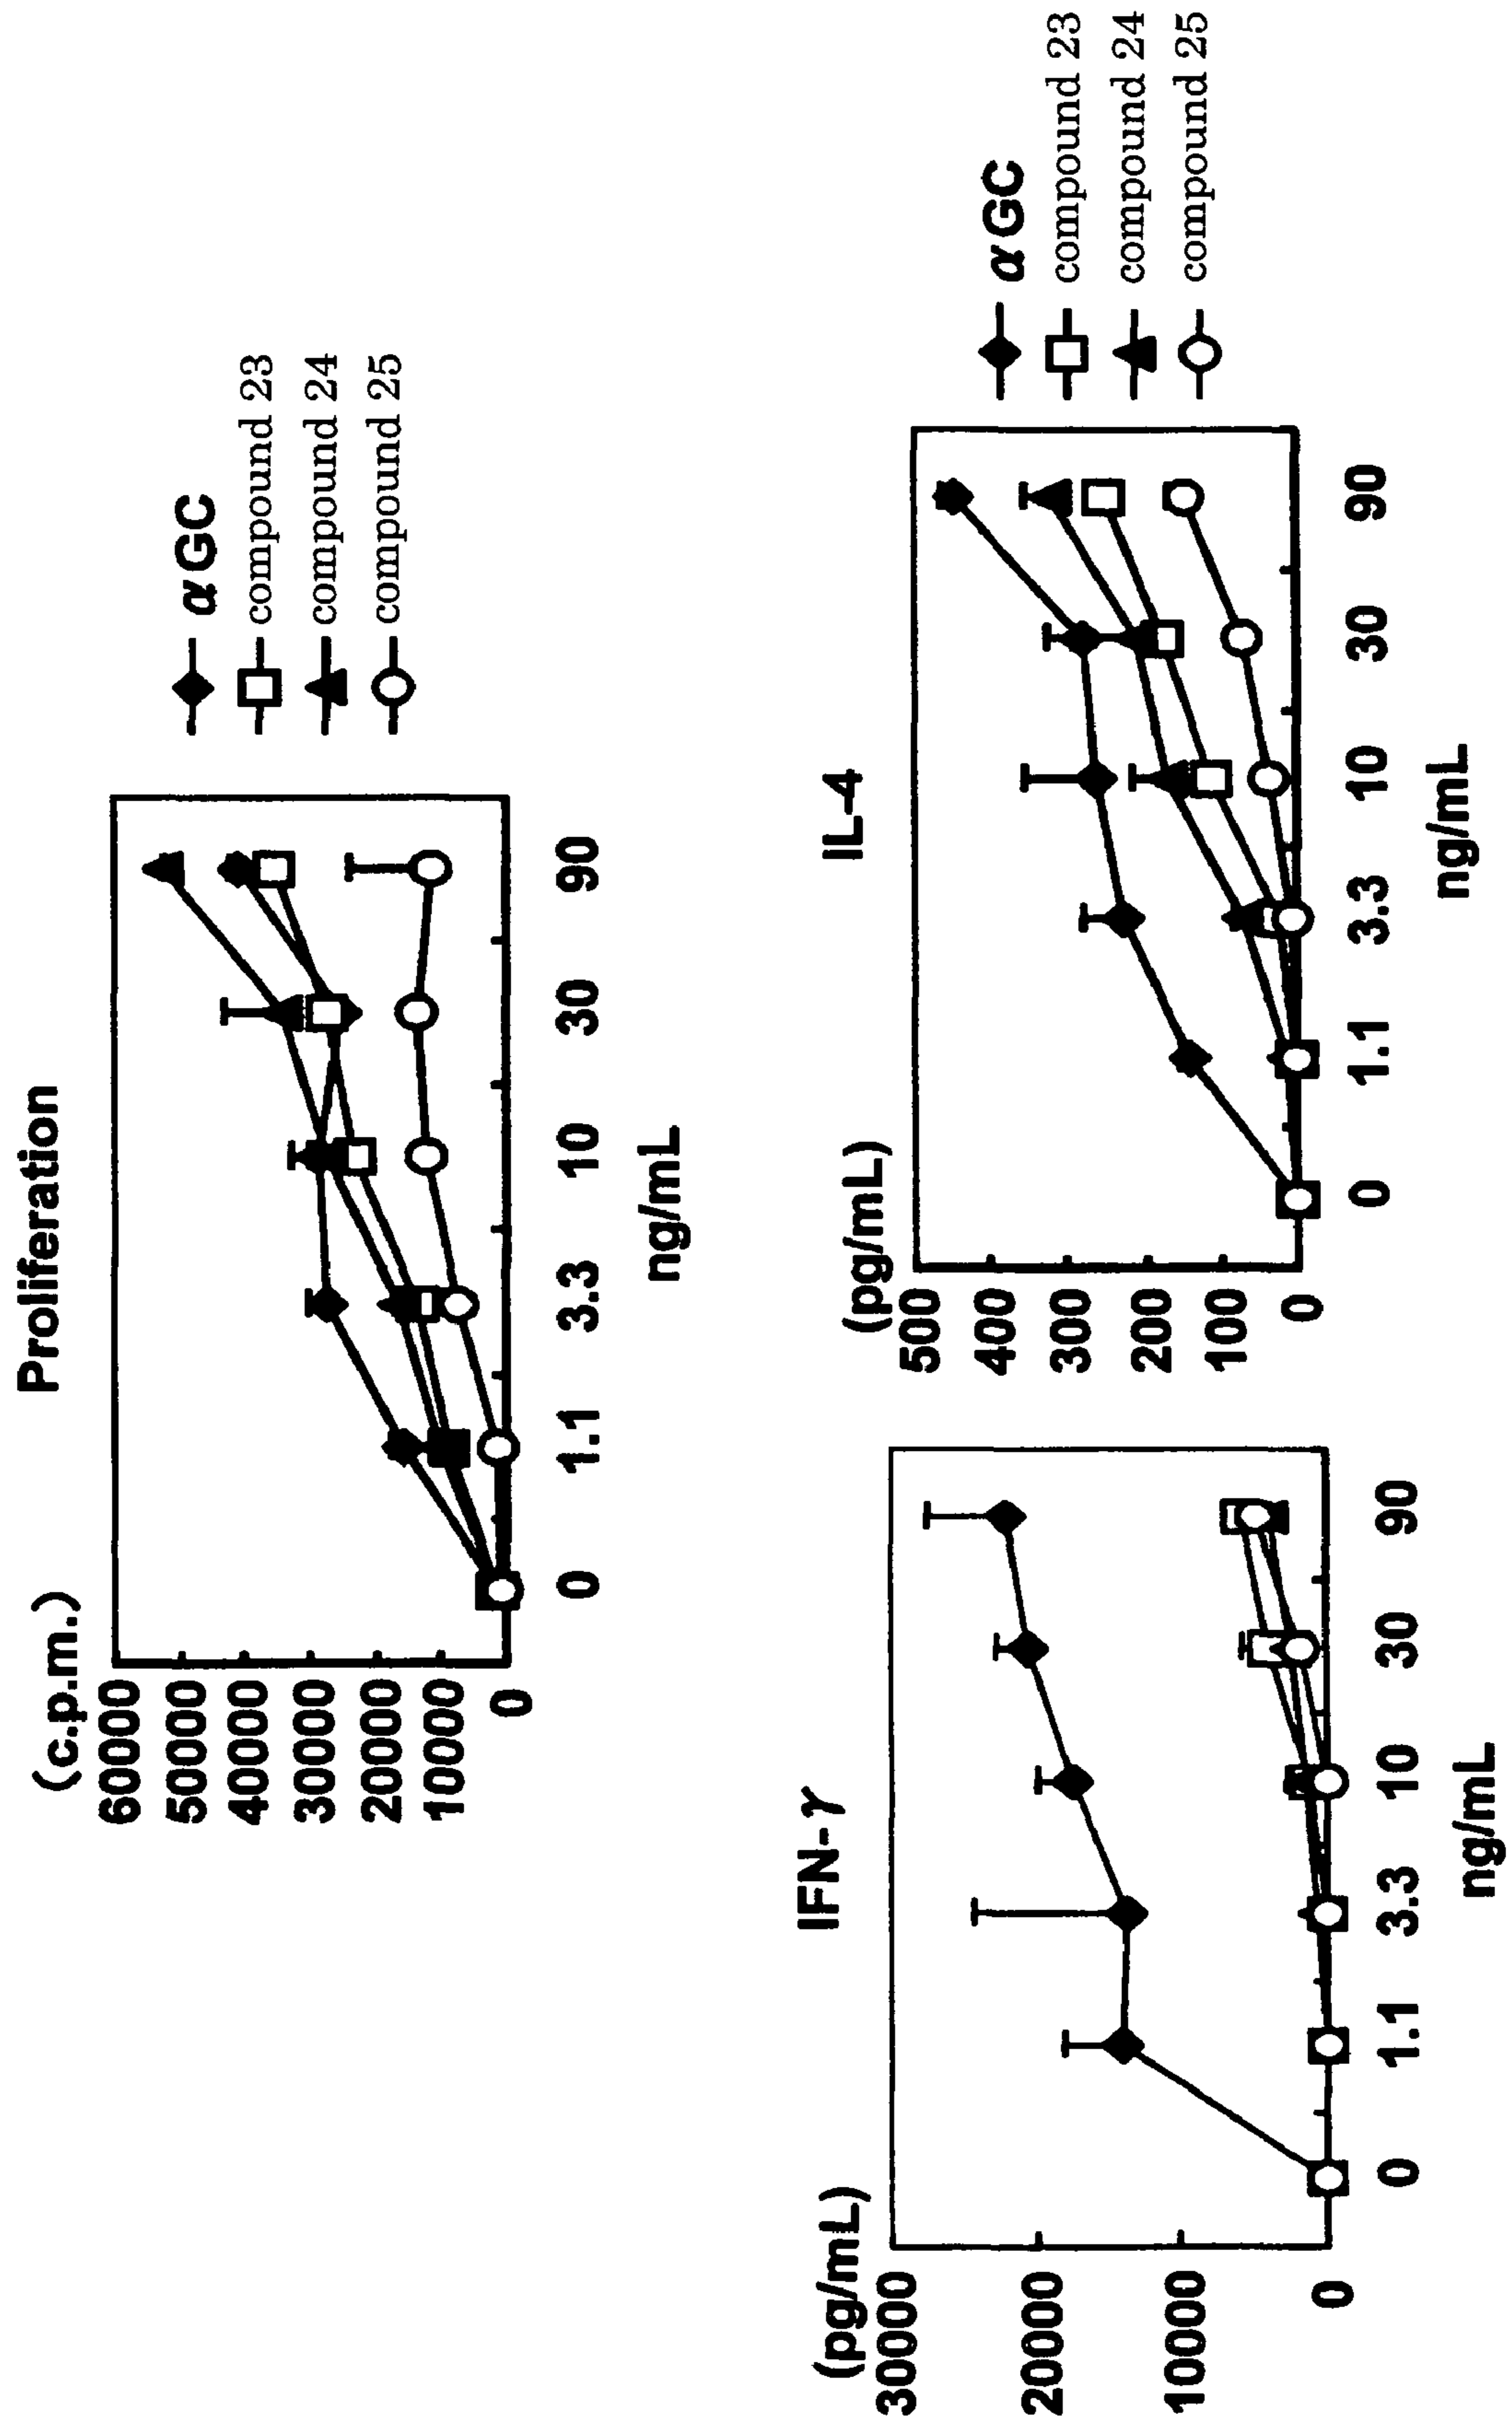 Proliferation
(c.p.m.)
60000
50000
40000
30000
20000
10000
0
0 1.1 3.3 10 30 90
ng/mL
αGC
compound 23
compound 24
compound 25
IFN-γ
(pg/mL)
30000
20000
10000
0
0 1.1 3.3 10 30 90
ng/mL
IL-4
(pg/mL)
500
400
300
200
100
0
0 1.1 3.3 10 30 90
ng/mL
αGC
compound 23
compound 24
compound 25